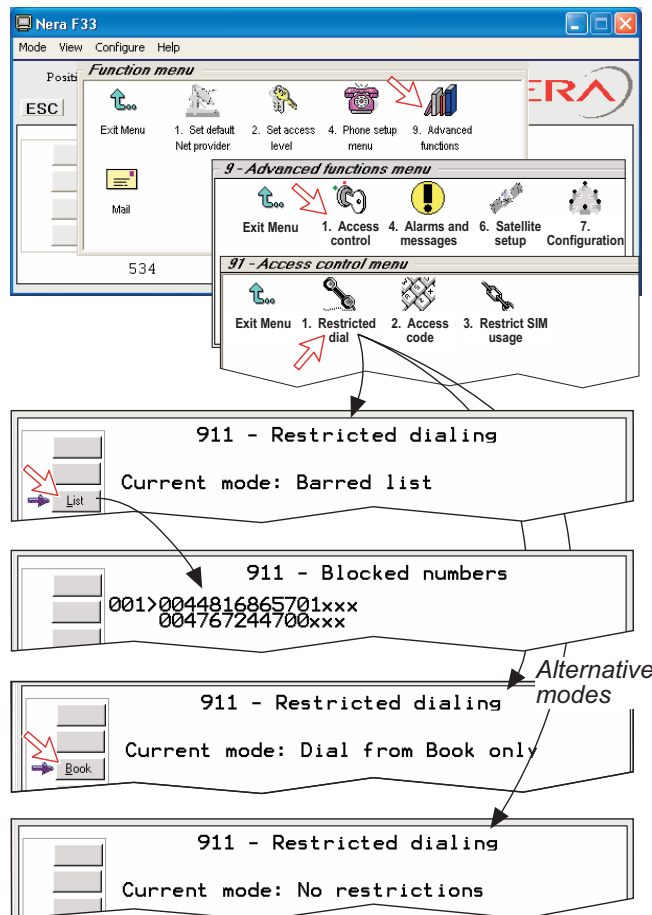 Nera F33
Mode View Configure Help
Function menu
ESC
Exit Menu
1. Set default Net provider
2. Set access level
4. Phone setup menu
9. Advanced functions
Mail
534
9 - Advanced functions menu
Exit Menu
1. Access control
4. Alarms and messages
6. Satellite setup
7. Configuration
91 - Access control menu
Exit Menu
1. Restricted dial
2. Access code
3. Restrict SIM usage
911 - Restricted dialing
Current mode: Barred list
List
911 - Blocked numbers
001>0044816865701xxx
004767244700xxx
Alternative
modes
911 - Restricted dialing
Current mode: Dial from Book only
Book
911 - Restricted dialing
Current mode: No restrictions